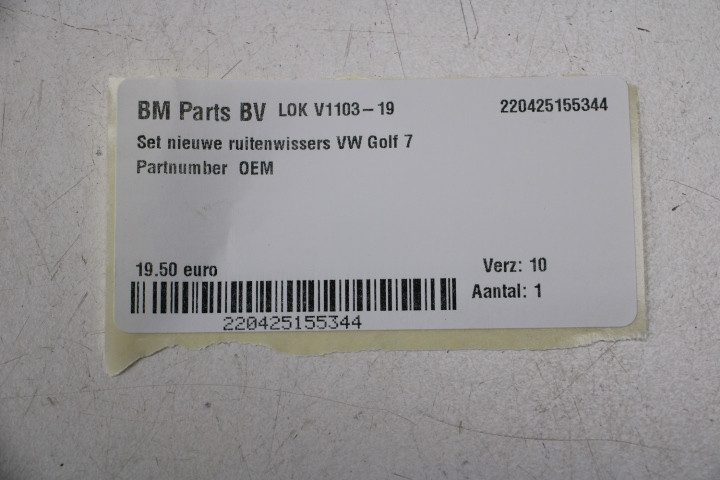 BM Parts BV LOK V1103-19 220425155344
Set nieuwe ruitenwissers VW Golf 7
Partnumber OEM
19.50 euro Verz: 10
Aantal: 1
220425155344